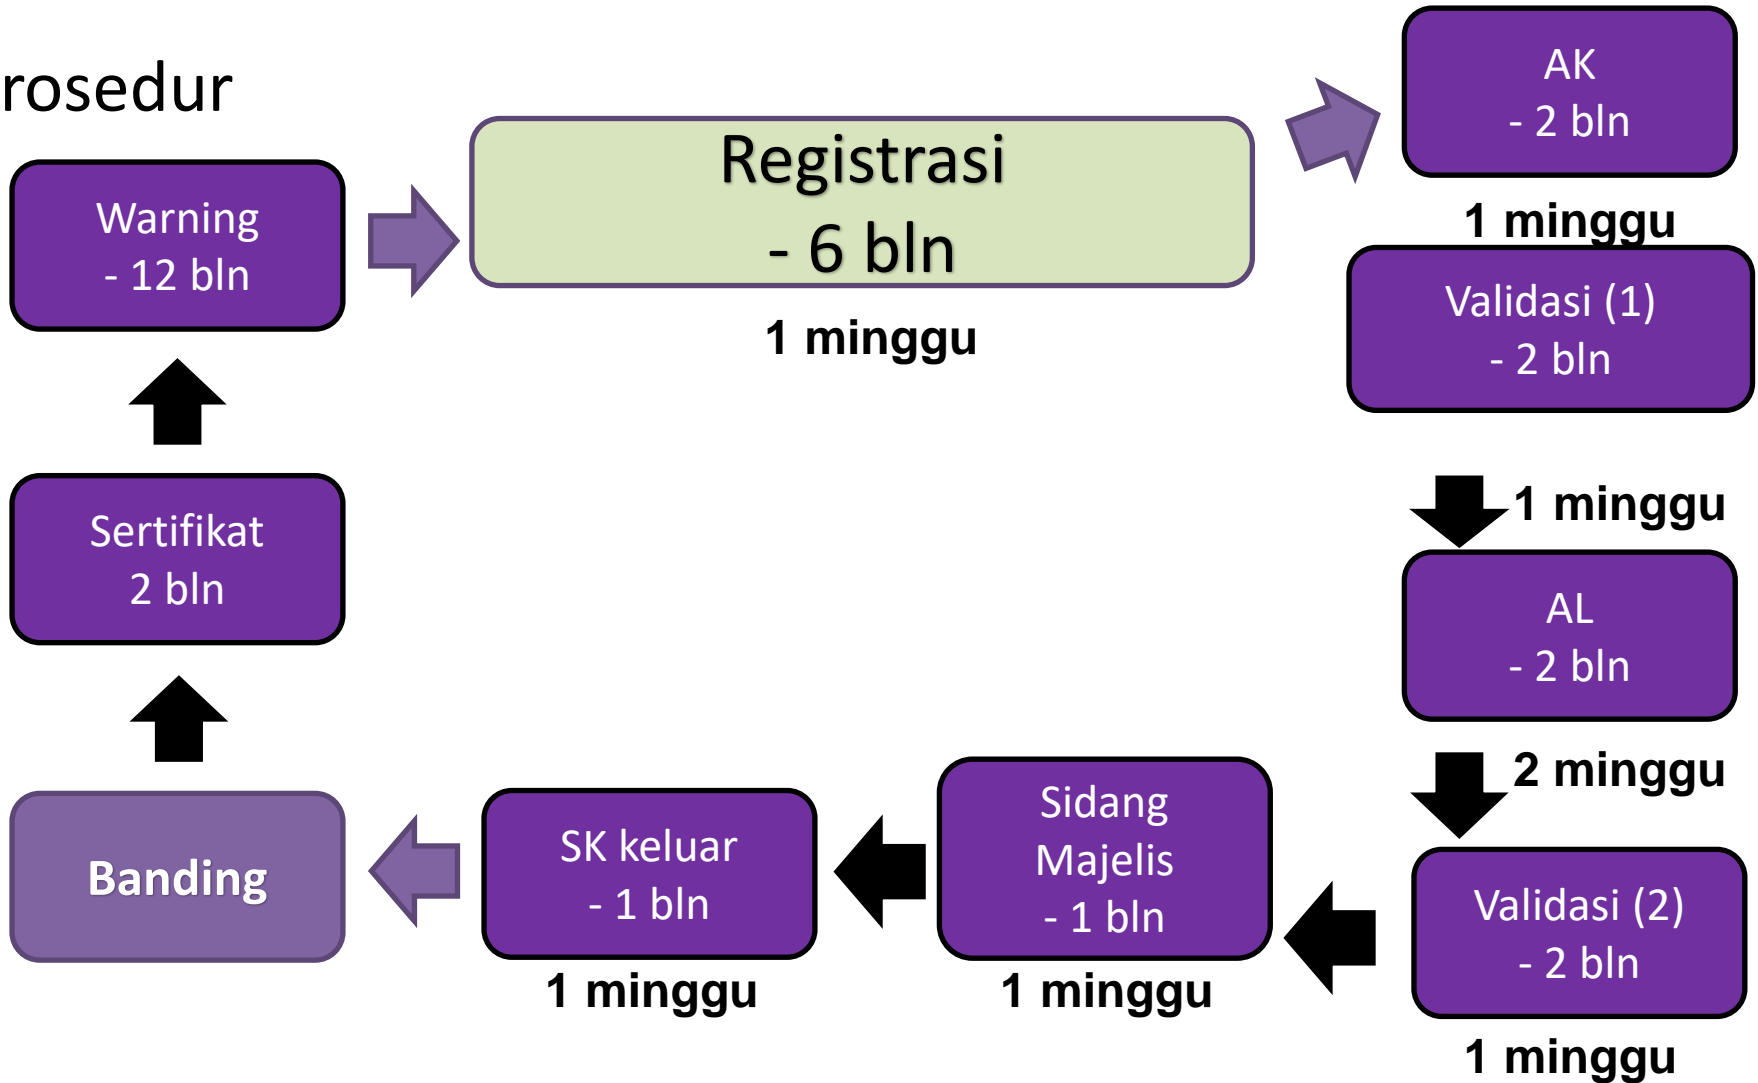 rosedur
Warning
- 12 bln
Registrasi
- 6 bln
1 minggu
AK
- 2 bln
1 minggu
Validasi (1)
- 2 bln
1 minggu
AL
- 2 bln
2 minggu
Validasi (2)
- 2 bln
1 minggu
Sidang
Majelis
- 1 bln
1 minggu
SK keluar
- 1 bln
1 minggu
Banding
Sertifikat
2 bln